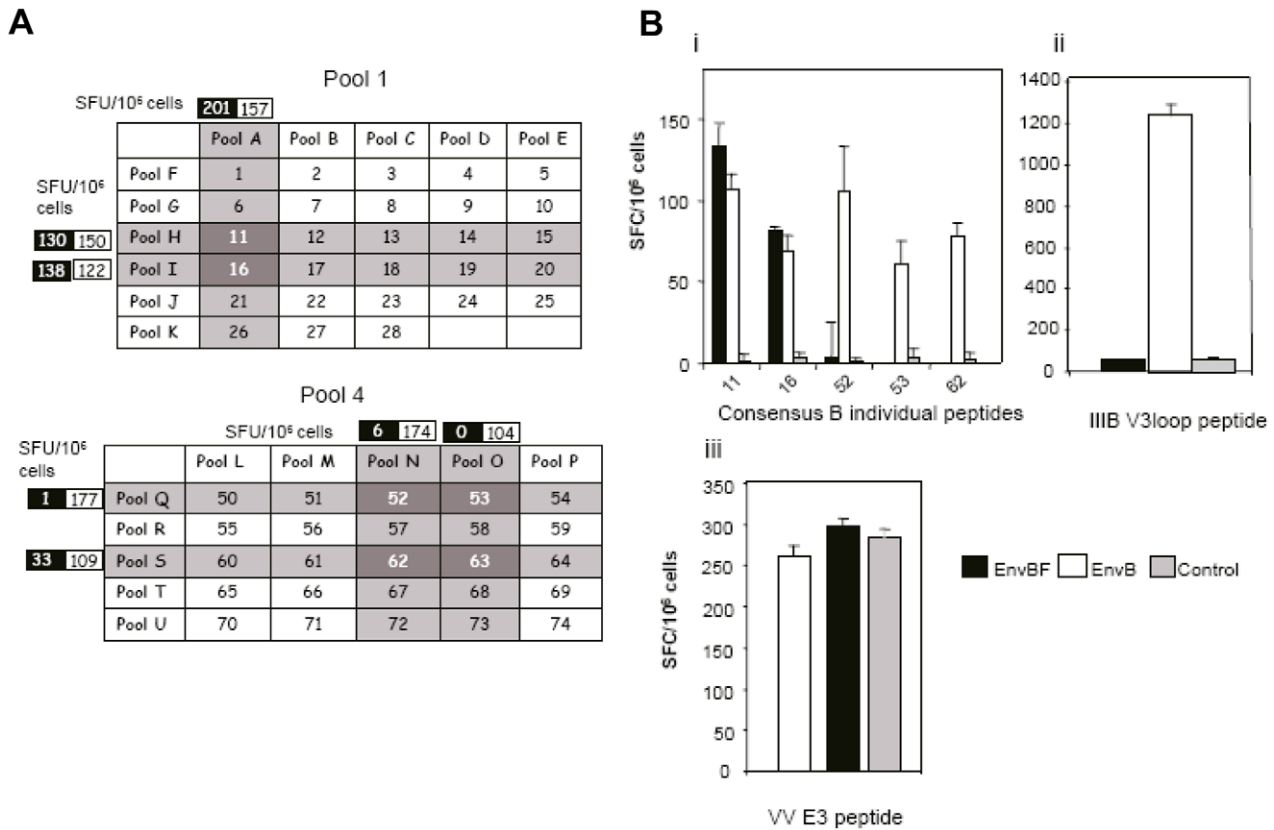 A
Pool 1
SFU/10⁶ cells 201 157
Pool A Pool B Pool C Pool D Pool E
SFU/10⁶
cells
Pool F 1 2 3 4 5
Pool G 6 7 8 9 10
130 150 Pool H 11 12 13 14 15
138 122 Pool I 16 17 18 19 20
Pool J 21 22 23 24 25
Pool K 26 27 28
Pool 4
SFU/10⁶ cells 6 174 0 104
SFU/10⁶
cells
Pool L Pool M Pool N Pool O Pool P
1 177 Pool Q 50 51 52 53 54
Pool R 55 56 57 58 59
33 109 Pool S 60 61 62 63 64
Pool T 65 66 67 68 69
Pool U 70 71 72 73 74
B
i
SFC/10⁶ cells
150
100
50
0
11 16 52 53 62
Consensus B individual peptides
ii
1400
1200
1000
800
600
400
200
0
IIIB V3loop peptide
iii
SFC/10⁶ cells
350
300
250
200
150
100
50
0
VV E3 peptide
EnvBF EnvB Control